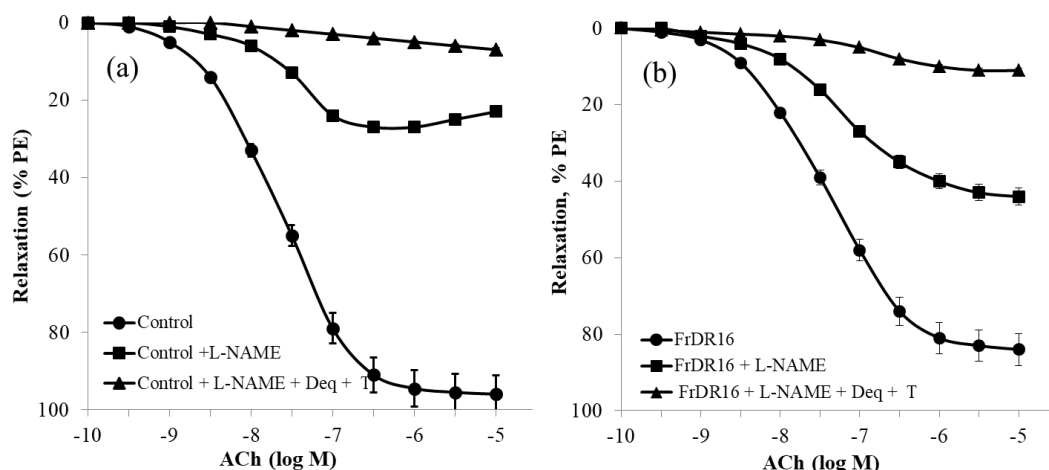 (a)
Relaxation (% PE)
0
20
40
60
80
100
Control
Control +L-NAME
Control + L-NAME + Deq + T
-10 -9 -8 -7 -6 -5
ACh (log M)
(b)
Relaxation, % PE
0
20
40
60
80
100
FrDR16
FrDR16 + L-NAME
FrDR16 + L-NAME + Deq + T
-10 -9 -8 -7 -6 -5
ACh (log M)